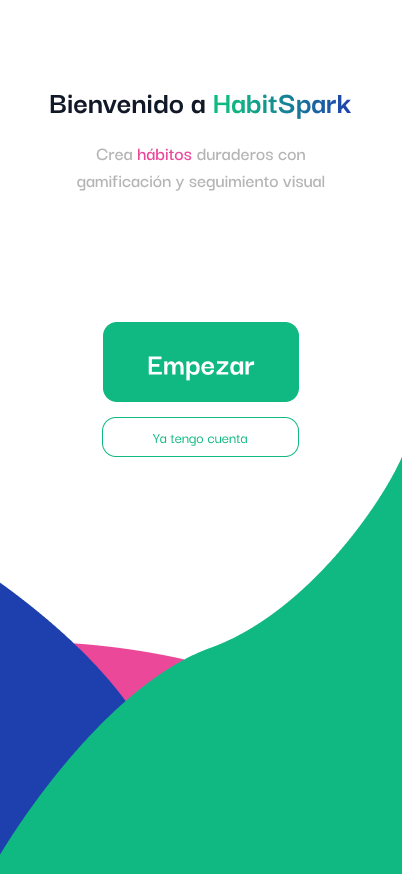 Bienvenido a HabitSpark
Crea hábitos duraderos con
gamificación y seguimiento visual
Empezar
Ya tengo cuenta